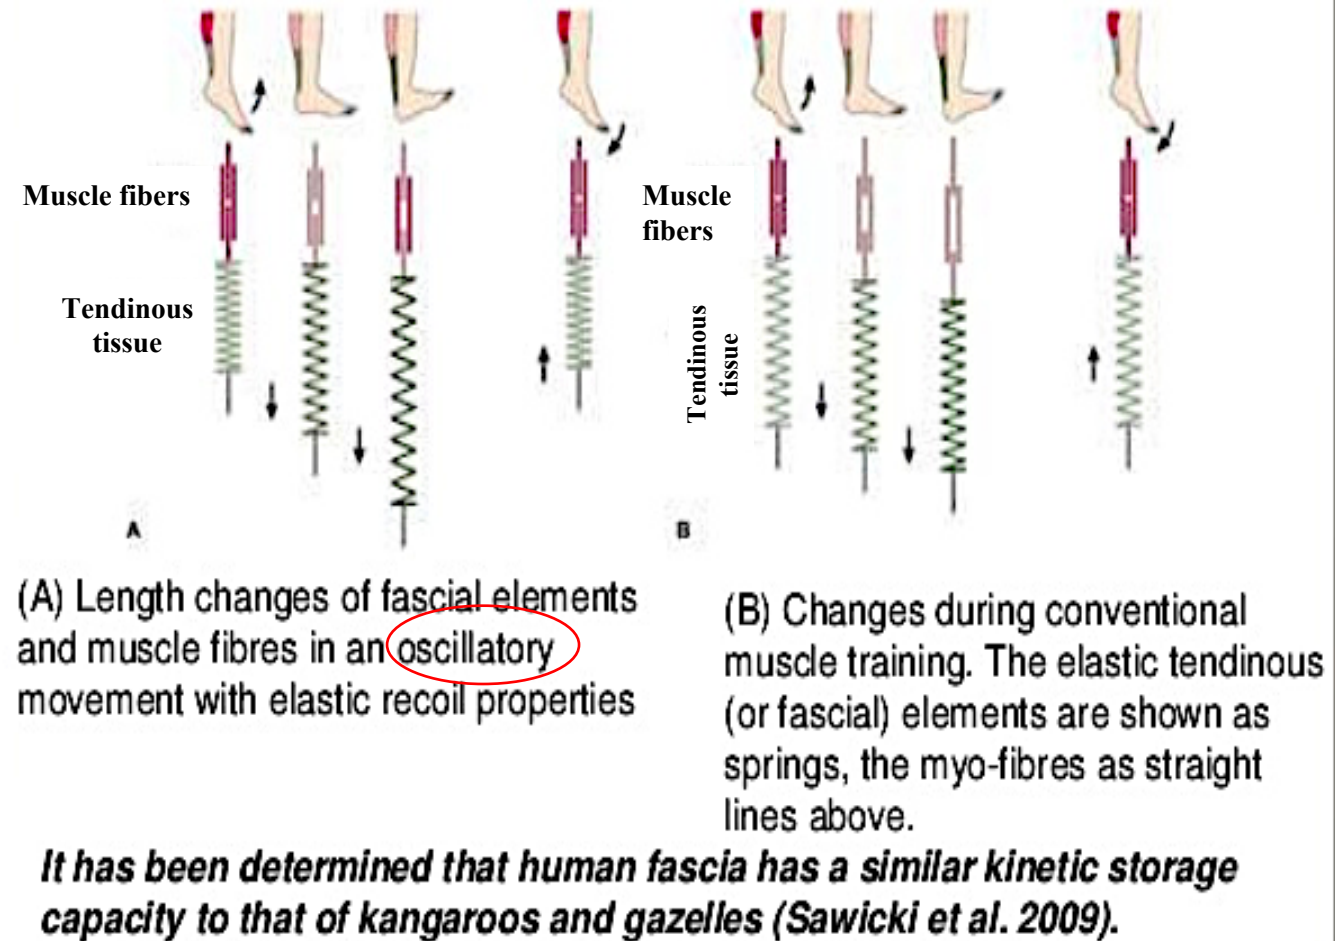 Muscle fibers
Tendinous
tissue
A
Muscle
fibers
Tendinous
tissue
B
(A) Length changes of fascial elements
and muscle fibres in an oscillatory
movement with elastic recoil properties
(B) Changes during conventional
muscle training. The elastic tendinous
(or fascial) elements are shown as
springs, the myo-fibres as straight
lines above.
It has been determined that human fascia has a similar kinetic storage
capacity to that of kangaroos and gazelles (Sawicki et al. 2009).